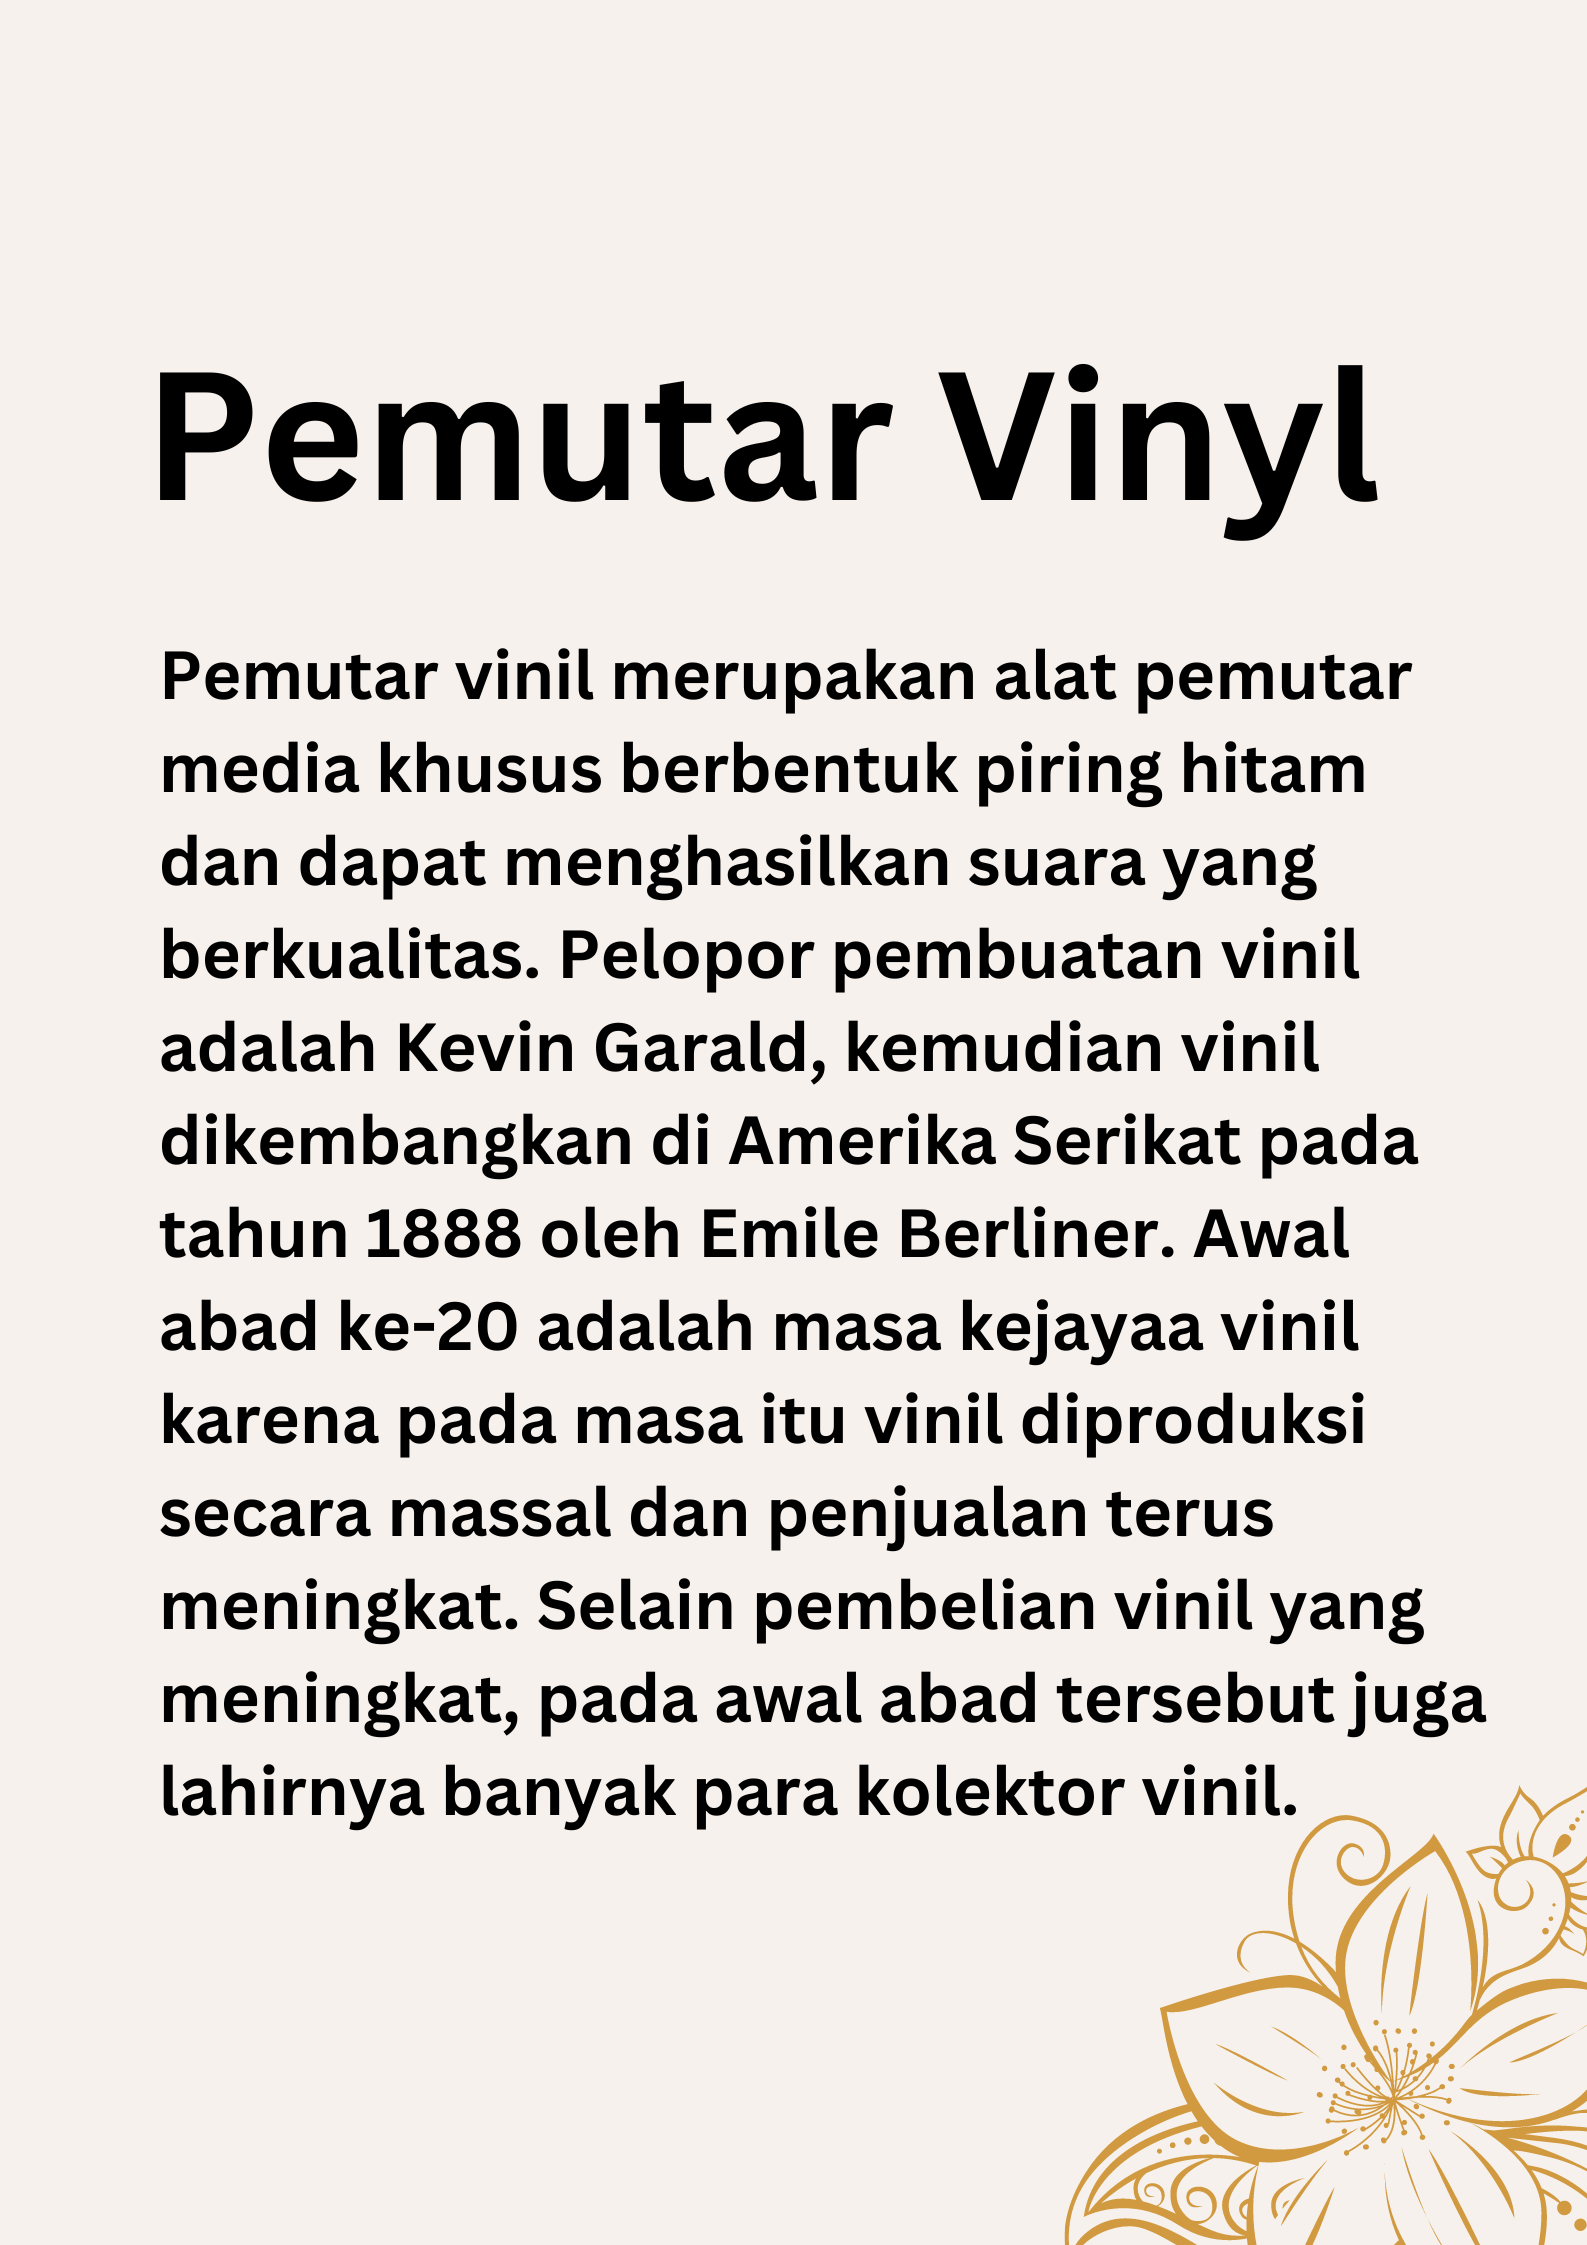 Pemutar Vinyl
Pemutar vinil merupakan alat pemutar
media khusus berbentuk piring hitam
dan dapat menghasilkan suara yang
berkualitas. Pelopor pembuatan vinil
adalah Kevin Garald, kemudian vinil
dikembangkan di Amerika Serikat pada
tahun 1888 oleh Emile Berliner. Awal
abad ke-20 adalah masa kejayaa vinil
karena pada masa itu vinil diproduksi
secara massal dan penjualan terus
meningkat. Selain pembelian vinil yang
meningkat, pada awal abad tersebut juga
lahirnya banyak para kolektor vinil.